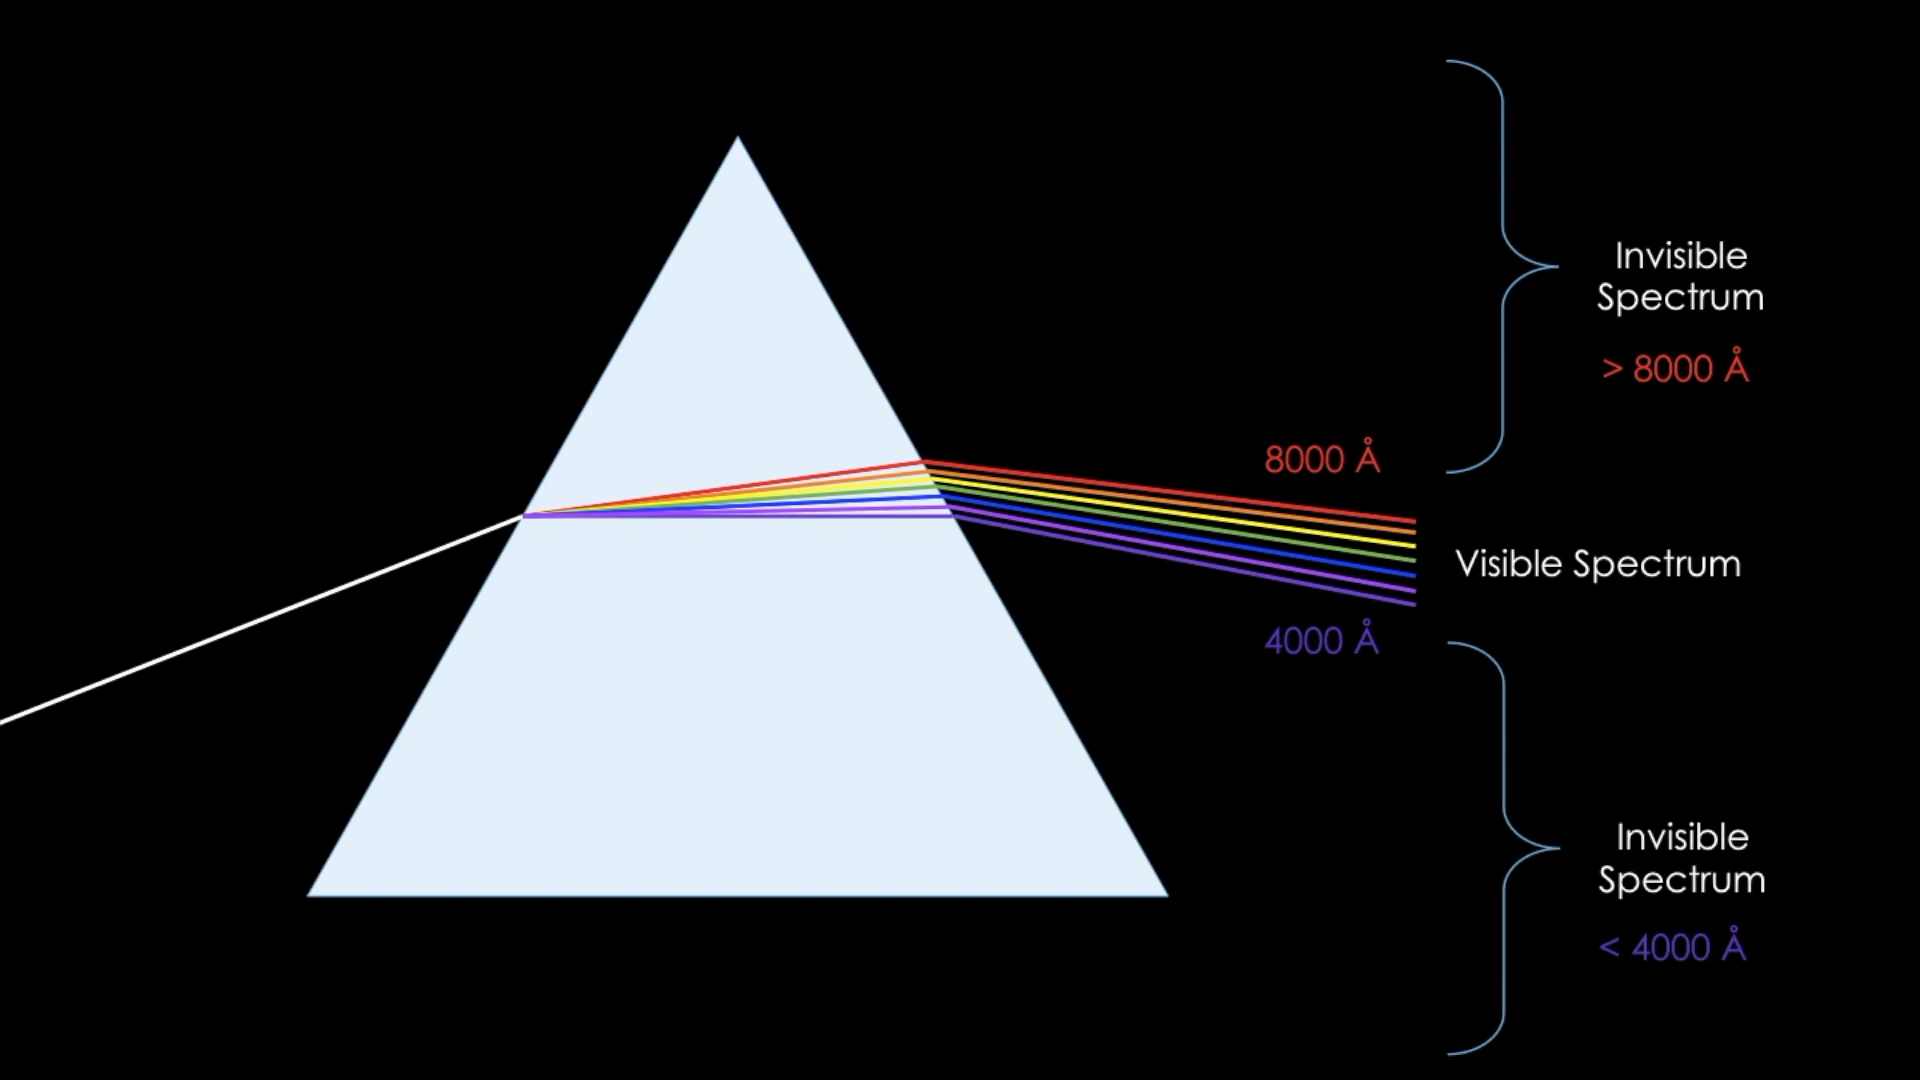 Invisible
Spectrum
> 8000 Å
8000 Å
Visible Spectrum
4000 Å
Invisible
Spectrum
< 4000 Å